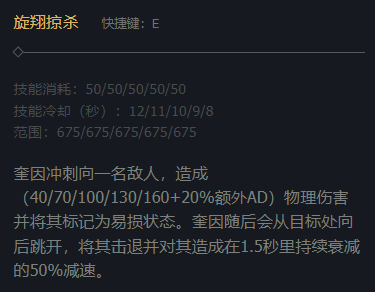 旋翔掠杀 快捷键：E
技能消耗：50/50/50/50/50
技能冷却（秒）：12/11/10/9/8
范围：675/675/675/675/675
奎因冲刺向一名敌人，造成
（40/70/100/130/160+20%额外AD）物理伤害
并将其标记为易损状态。奎因随后会从目标处向
后跳开，将其击退并对其造成在1.5秒里持续衰减
的50%减速。